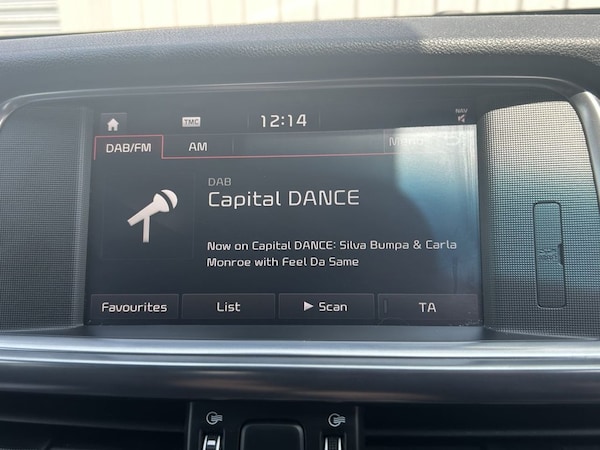 TMC
12:14
NAV
DAB/FM
AM
Menu
DAB
Capital DANCE
Now on Capital DANCE: Silva Bumpa & Carla
Monroe with Feel Da Same
Favourites
List
Scan
TA